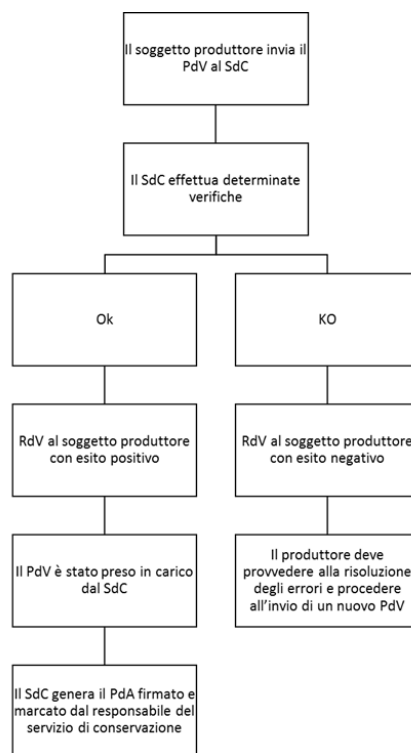 Il soggetto produttore invia il
PdV al SdC
Il SdC effettua determinate
verifiche
Ok
KO
RdV al soggetto produttore
con esito positivo
RdV al soggetto produttore
con esito negativo
Il PdV è stato preso in carico
dal SdC
Il produttore deve
provvedere alla risoluzione
degli errori e procedere
all’invio di un nuovo PdV
Il SdC genera il PdA firmato e
marcato dal responsabile del
servizio di conservazione